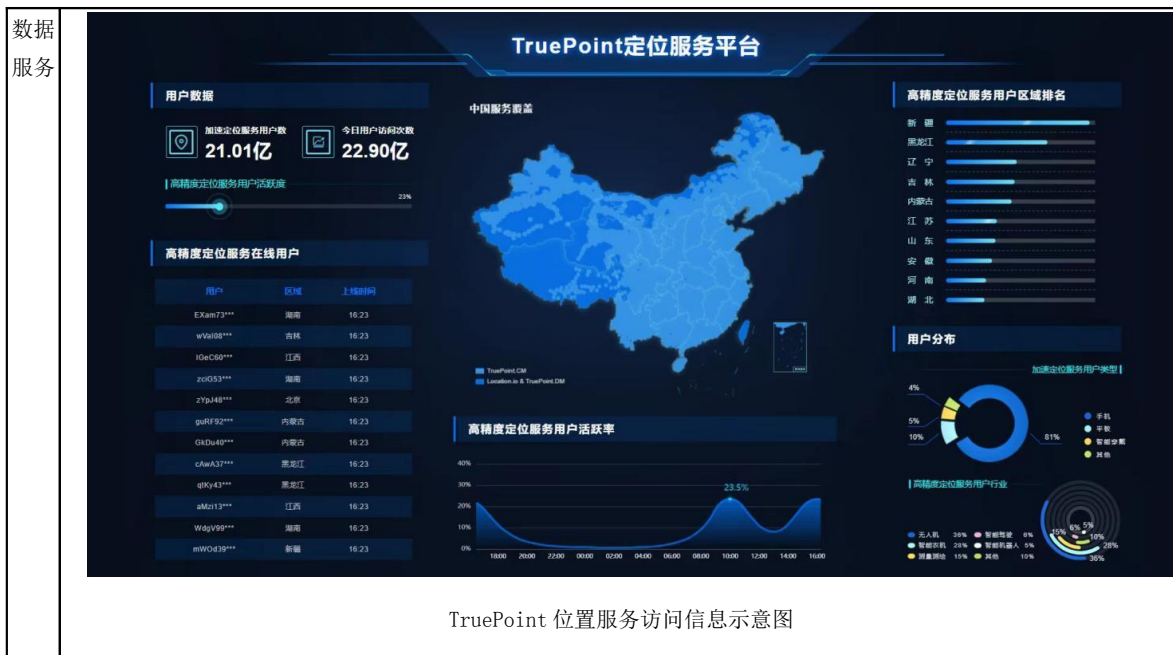 数据
服务
TruePoint定位服务平台
用户数据
加速定位服务用户数
21.01亿
今日用户访问次数
22.90亿
高精度定位服务用户活跃度
23%
高精度定位服务在线用户
用户 区域 上线时间
EXam73*** 湖南 16:23
wVal08*** 吉林 16:23
IGeC60*** 江西 16:23
zciG53*** 湖南 16:23
zYpJ48*** 北京 16:23
guRF92*** 内蒙古 16:23
GkDu40*** 内蒙古 16:23
cAwA37*** 黑龙江 16:23
qtKy43*** 黑龙江 16:23
aMzi13*** 江西 16:23
WdgV99*** 湖南 16:23
mWOd39*** 新疆 16:23
中国服务覆盖
TruePoint.CM
Location.io & TruePoint.DM
高精度定位服务用户活跃率
40%
30%
20%
10%
0%
23.5%
18:00 20:00 22:00 00:00 02:00 04:00 06:00 08:00 10:00 12:00 14:00 16:00
高精度定位服务用户区域排名
新 疆
黑龙江
辽 宁
吉 林
内蒙古
江 苏
山 东
安 徽
河 南
湖 北
用户分布
加速定位服务用户类型
4%
5%
10%
81%
手机
平板
智能穿戴
其他
高精度定位服务用户行业
无人机 36% 智能驾驶 6%
智能农机 28% 智能机器人 5%
测量测绘 15% 其他 10%
15% 6% 5%
10%
28%
36%
TruePoint 位置服务访问信息示意图